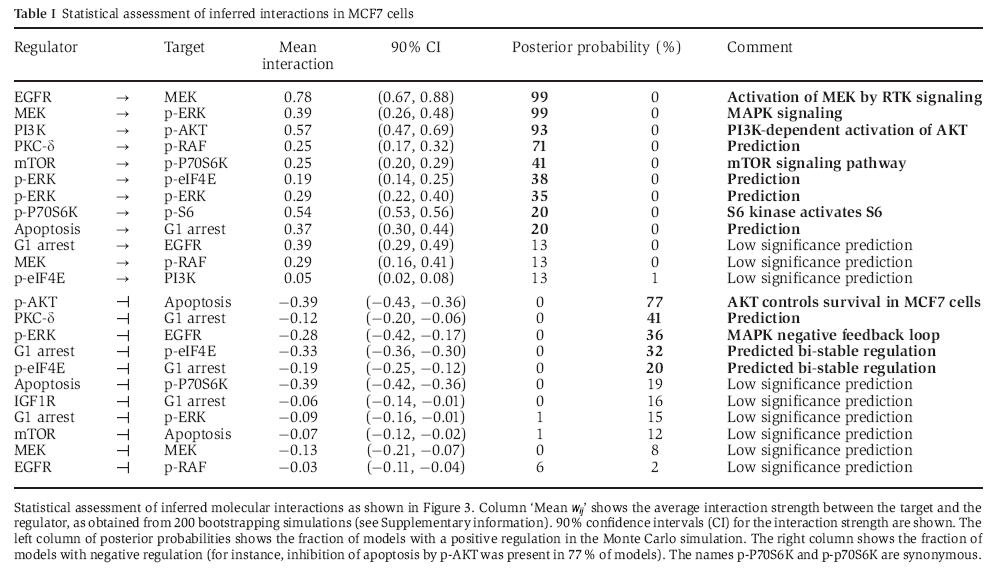 Table I Statistical assessment of inferred interactions in MCF7 cells
Regulator Target Mean interaction 90% CI Posterior probability (%) Comment
EGFR → MEK 0.78 (0.67, 0.88) 99 0 Activation of MEK by RTK signaling
MEK → p-ERK 0.39 (0.26, 0.48) 99 0 MAPK signaling
PI3K → p-AKT 0.57 (0.47, 0.69) 93 0 PI3K-dependent activation of AKT
PKC-δ → p-RAF 0.25 (0.17, 0.32) 71 0 Prediction
mTOR → p-P70S6K 0.25 (0.20, 0.29) 41 0 mTOR signaling pathway
p-ERK → p-eIF4E 0.19 (0.14, 0.25) 38 0 Prediction
p-ERK → p-ERK 0.29 (0.22, 0.40) 35 0 Prediction
p-P70S6K → p-S6 0.54 (0.53, 0.56) 20 0 S6 kinase activates S6
Apoptosis → G1 arrest 0.37 (0.30, 0.44) 20 0 Prediction
G1 arrest → EGFR 0.39 (0.29, 0.49) 13 0 Low significance prediction
MEK → p-RAF 0.29 (0.16, 0.41) 13 0 Low significance prediction
p-eIF4E → PI3K 0.05 (0.02, 0.08) 13 1 Low significance prediction
p-AKT ⊣ Apoptosis −0.39 (−0.43, −0.36) 0 77 AKT controls survival in MCF7 cells
PKC-δ ⊣ G1 arrest −0.12 (−0.20, −0.06) 0 41 Prediction
p-ERK ⊣ EGFR −0.28 (−0.42, −0.17) 0 36 MAPK negative feedback loop
G1 arrest ⊣ p-eIF4E −0.33 (−0.36, −0.30) 0 32 Predicted bi-stable regulation
p-eIF4E ⊣ G1 arrest −0.19 (−0.25, −0.12) 0 20 Predicted bi-stable regulation
Apoptosis ⊣ p-P70S6K −0.39 (−0.42, −0.36) 0 19 Low significance prediction
IGF1R ⊣ G1 arrest −0.06 (−0.14, −0.01) 0 16 Low significance prediction
G1 arrest ⊣ p-ERK −0.09 (−0.16, −0.01) 1 15 Low significance prediction
mTOR ⊣ Apoptosis −0.07 (−0.12, −0.02) 1 12 Low significance prediction
MEK ⊣ MEK −0.13 (−0.21, −0.07) 0 8 Low significance prediction
EGFR ⊣ p-RAF −0.03 (−0.11, −0.04) 6 2 Low significance prediction
Statistical assessment of inferred molecular interactions as shown in Figure 3. Column ‘Mean wij’ shows the average interaction strength between the target and the
regulator, as obtained from 200 bootstrapping simulations (see Supplementary information). 90% confidence intervals (CI) for the interaction strength are shown. The
left column of posterior probabilities shows the fraction of models with a positive regulation in the Monte Carlo simulation. The right column shows the fraction of
models with negative regulation (for instance, inhibition of apoptosis by p-AKT was present in 77 % of models). The names p-P70S6K and p-p70S6K are synonymous.